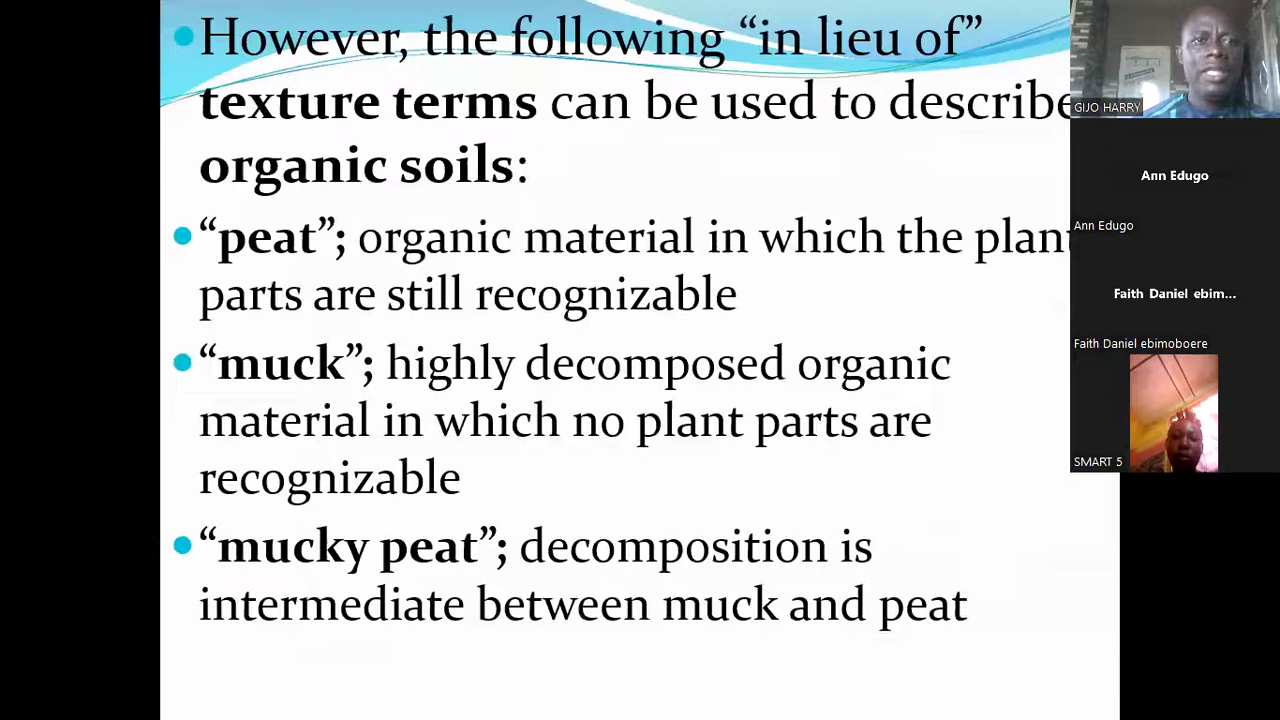 However, the following “in lieu of”
texture terms can be used to describe
organic soils:
“peat”; organic material in which the plant
parts are still recognizable
“muck”; highly decomposed organic
material in which no plant parts are
recognizable
“mucky peat”; decomposition is
intermediate between muck and peat
GIJO HARRY
Ann Edugo
Ann Edugo
Faith Daniel ebim...
Faith Daniel ebimoboere
SMART 5